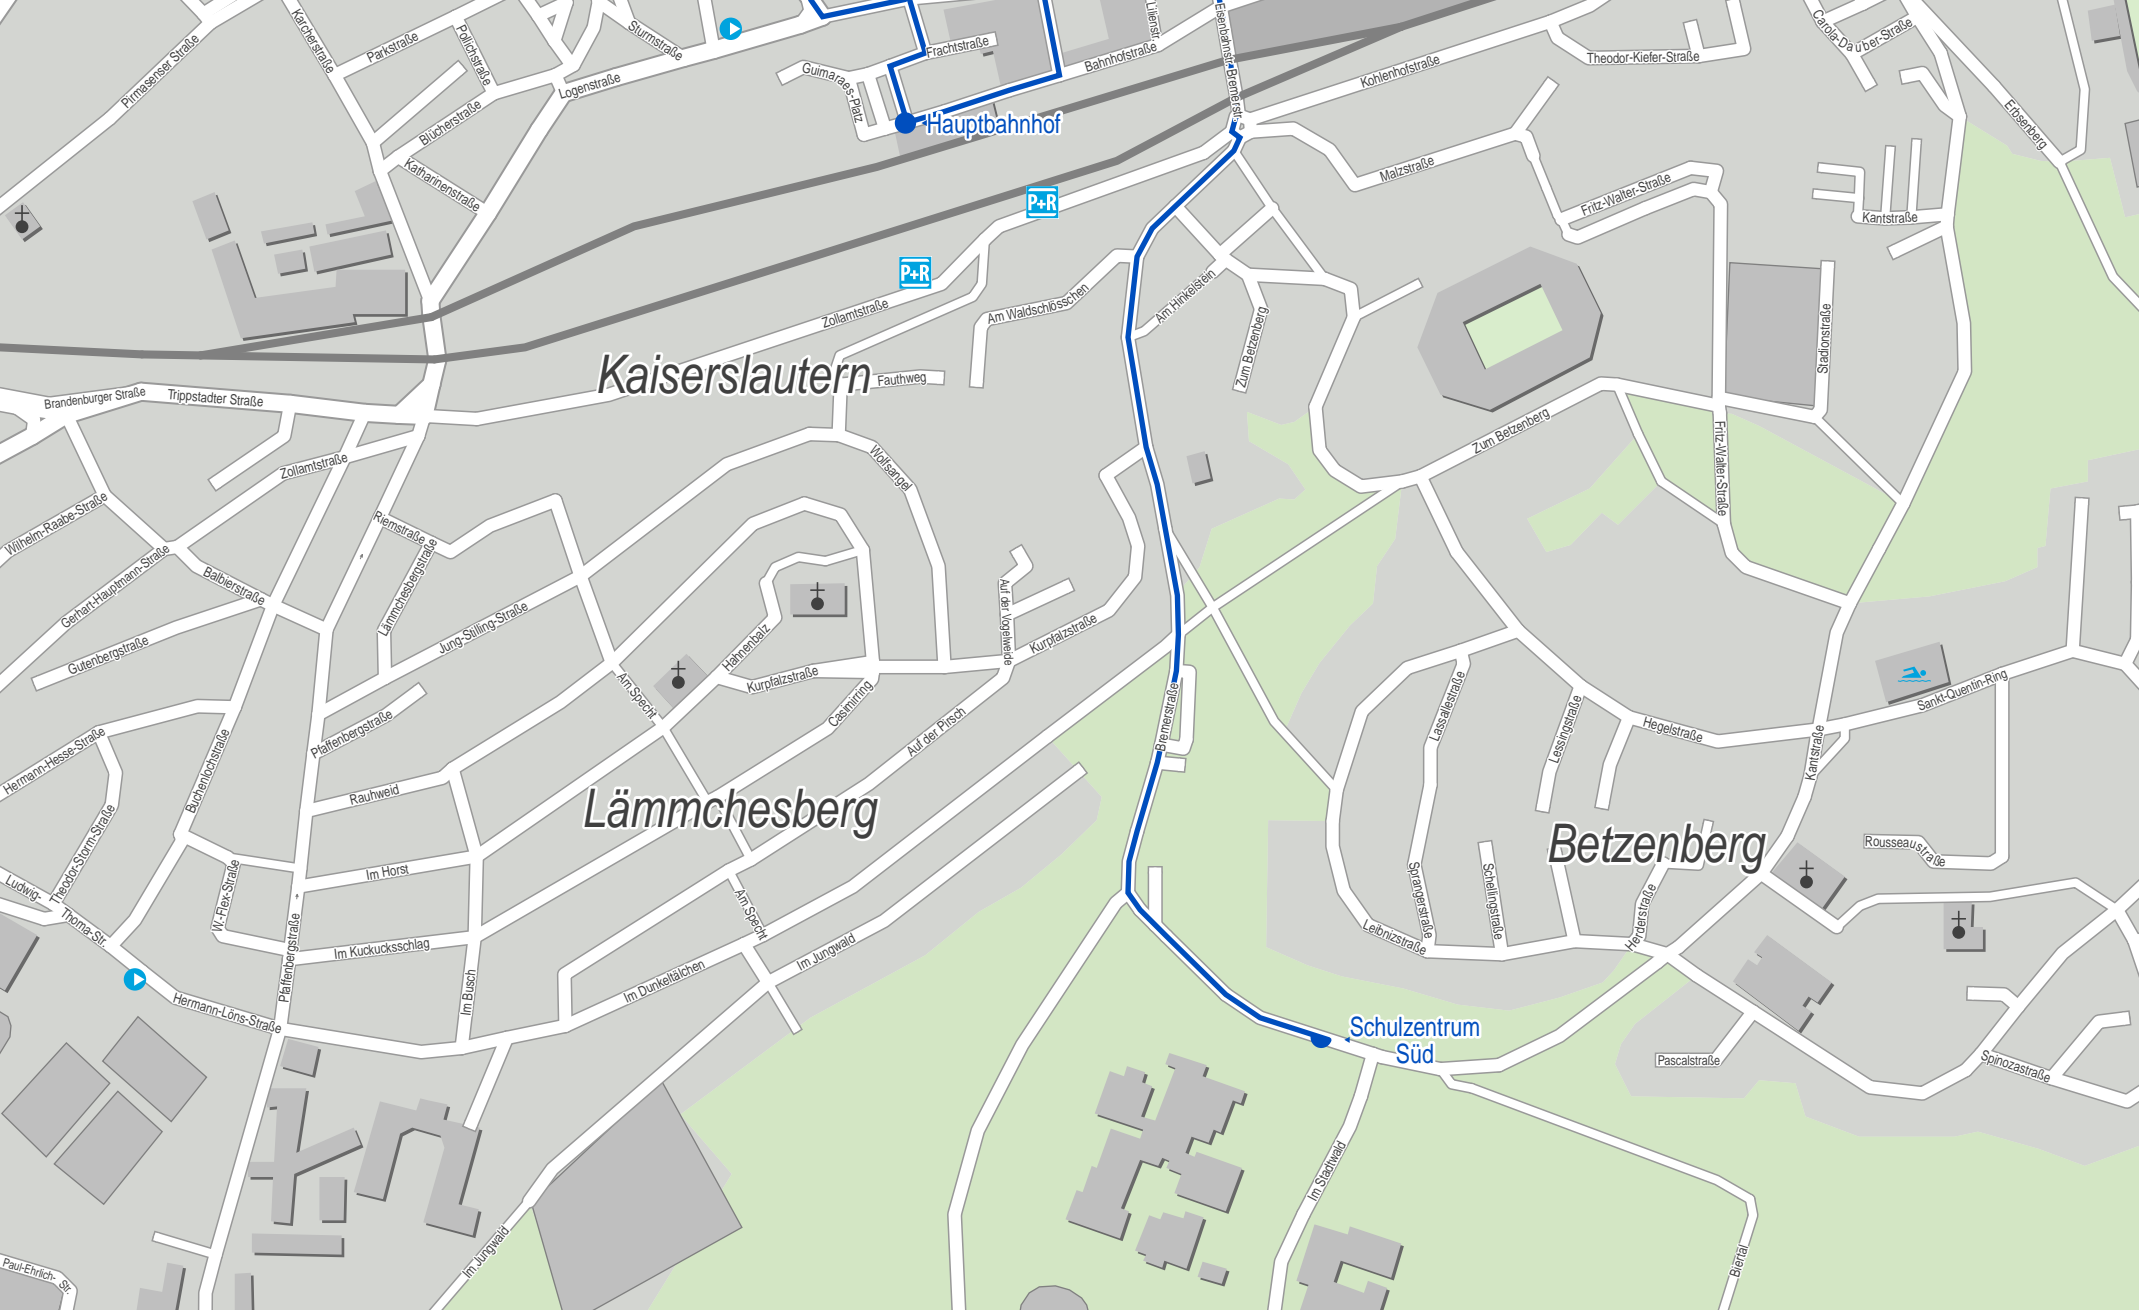 Karcherstraße
Pirmasenser Straße
Parkstraße
Pollichstraße
Sturmstraße
Blücherstraße
Logenstraße
Katharinenstraße
Guimaraes-Platz
Frachtstraße
Bahnhofstraße
Lilienstr.
Eisenbahnstr.
Bremerstr.
Hauptbahnhof
Kohlenhofstraße
Theodor-Kiefer-Straße
Carola-Dauber-Straße
Erbsenberg
Malzstraße
Fritz-Walter-Straße
Kantstraße
P+R
P+R
Zollamtstraße
Am Waldschlösschen
Am Hinkelstein
Zum Betzenberg
Stadionstraße
Kaiserslautern
Fauthweg
Brandenburger Straße
Trippstadter Straße
Zollamtstraße
Wolfsangel
Zum Betzenberg
Fritz-Walter-Straße
Wilhelm-Raabe-Straße
Riemstraße
Gerhart-Hauptmann-Straße
Balbierstraße
Lämmchesbergstraße
Jung-Stilling-Straße
Gutenbergstraße
Hahnenbalz
Auf der Vogelweide
Kurpfalzstraße
Kurpfalzstraße
Am Specht
Casimirring
Auf der Pirsch
Bremerstraße
Lassallestraße
Lessingstraße
Hegelstraße
Sankt-Quentin-Ring
Kantstraße
Hermann-Hesse-Straße
Pfaffenbergstraße
Buchenlochstraße
Rauhweid
Lämmchesberg
Betzenberg
Theodor-Storm-Straße
Im Horst
Ludwig-
Thoma-Str.
W.-Flex-Straße
Im Kuckucksschlag
Am Specht
Im Jungwald
Im Dunkeltälchen
Im Busch
Pfaffenbergstraße
Hermann-Löns-Straße
Sprangerstraße
Schellingstraße
Leibnizstraße
Herderstraße
Rousseaustraße
Schulzentrum
Süd
Pascalstraße
Spinozastraße
Im Stadtwald
Biertal
Im Jungwald
Paul-Ehrlich-
Str.